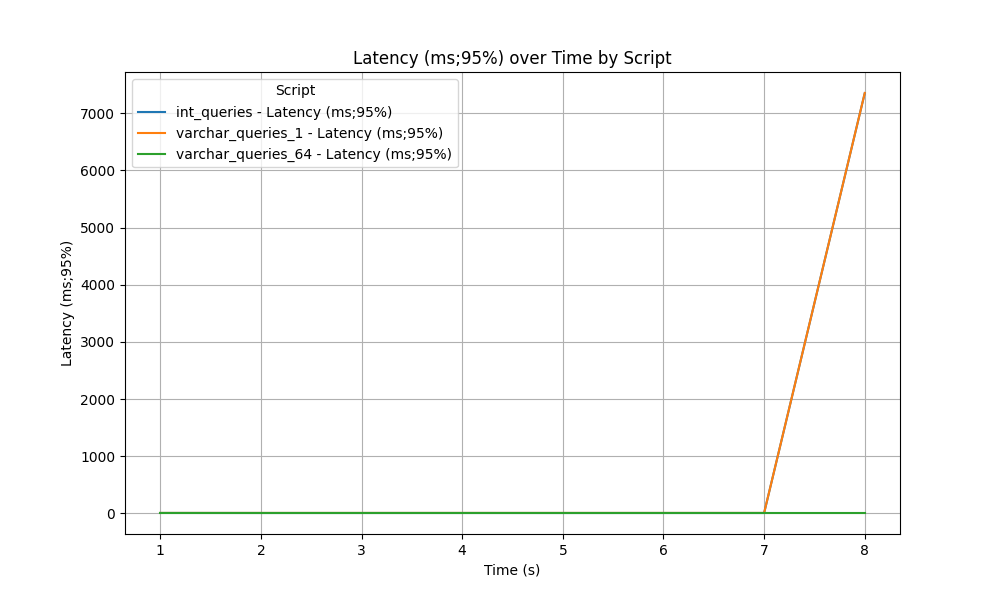 Latency (ms;95%) over Time by Script
Script
int_queries - Latency (ms;95%)
varchar_queries_1 - Latency (ms;95%)
varchar_queries_64 - Latency (ms;95%)
Latency (ms;95%)
7000
6000
5000
4000
3000
2000
1000
0
1 2 3 4 5 6 7 8
Time (s)